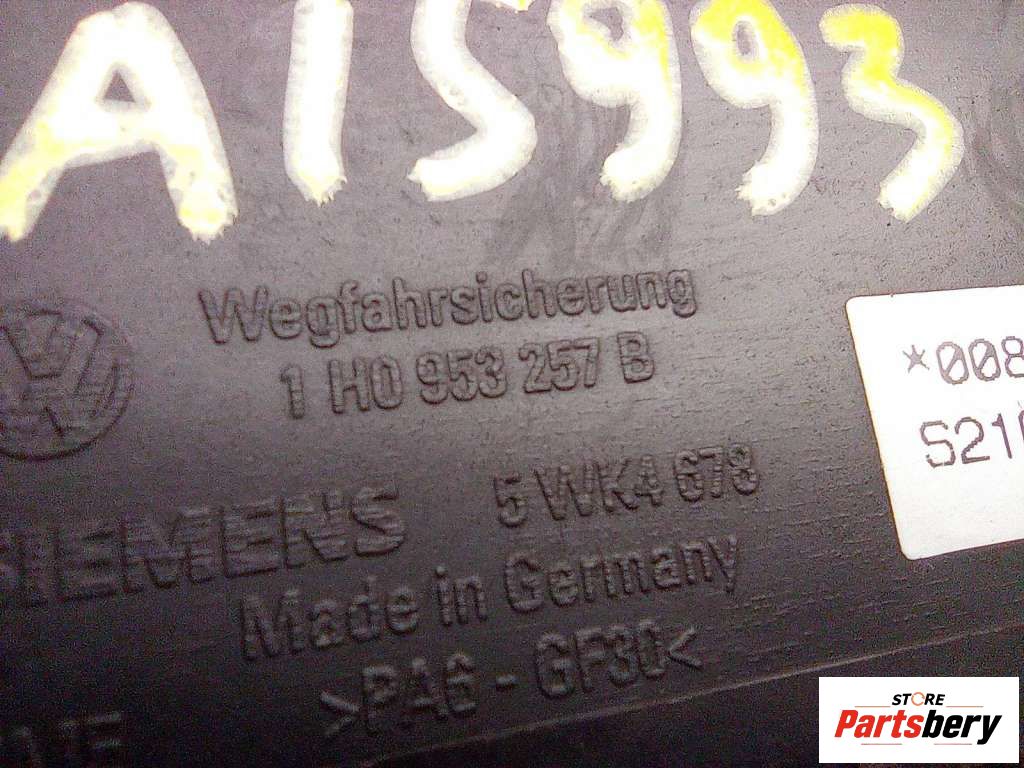 A15993
Wegfahrsicherung
1 H0 953 257 B
*008
S21
SIEMENS 5 WK4 678
Made in Germany
>PA6 - GF30<
STORE
Partsbery